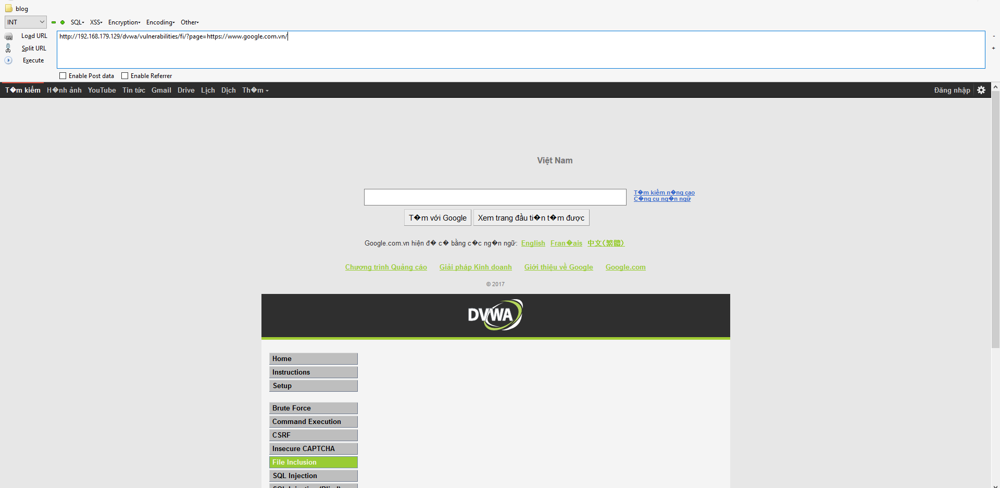 blog
INT SQL XSS Encryption Encoding Other
Load URL http://192.168.179.129/dvwa/vulnerabilities/fi/?page=https://www.google.com.vn/ -
Split URL +
Execute
Enable Post data Enable Referrer
T�m kiếm H�nh ảnh YouTube Tin tức Gmail Drive Lịch Dịch Th�m Đăng nhập
Việt Nam
T�m kiếm n�ng cao
C�ng cụ ng�n ngữ
T�m với Google Xem trang đầu ti�n t�m được
Google.com.vn hiện đ� c� bằng c�c ng�n ngữ: English Fran�ais 中文(繁體)
Chương trình Quảng cáo Giải pháp Kinh doanh Giới thiệu về Google Google.com
© 2017
DVWA
Home
Instructions
Setup
Brute Force
Command Execution
CSRF
Insecure CAPTCHA
File Inclusion
SQL Injection
SQL Injection (Blind)